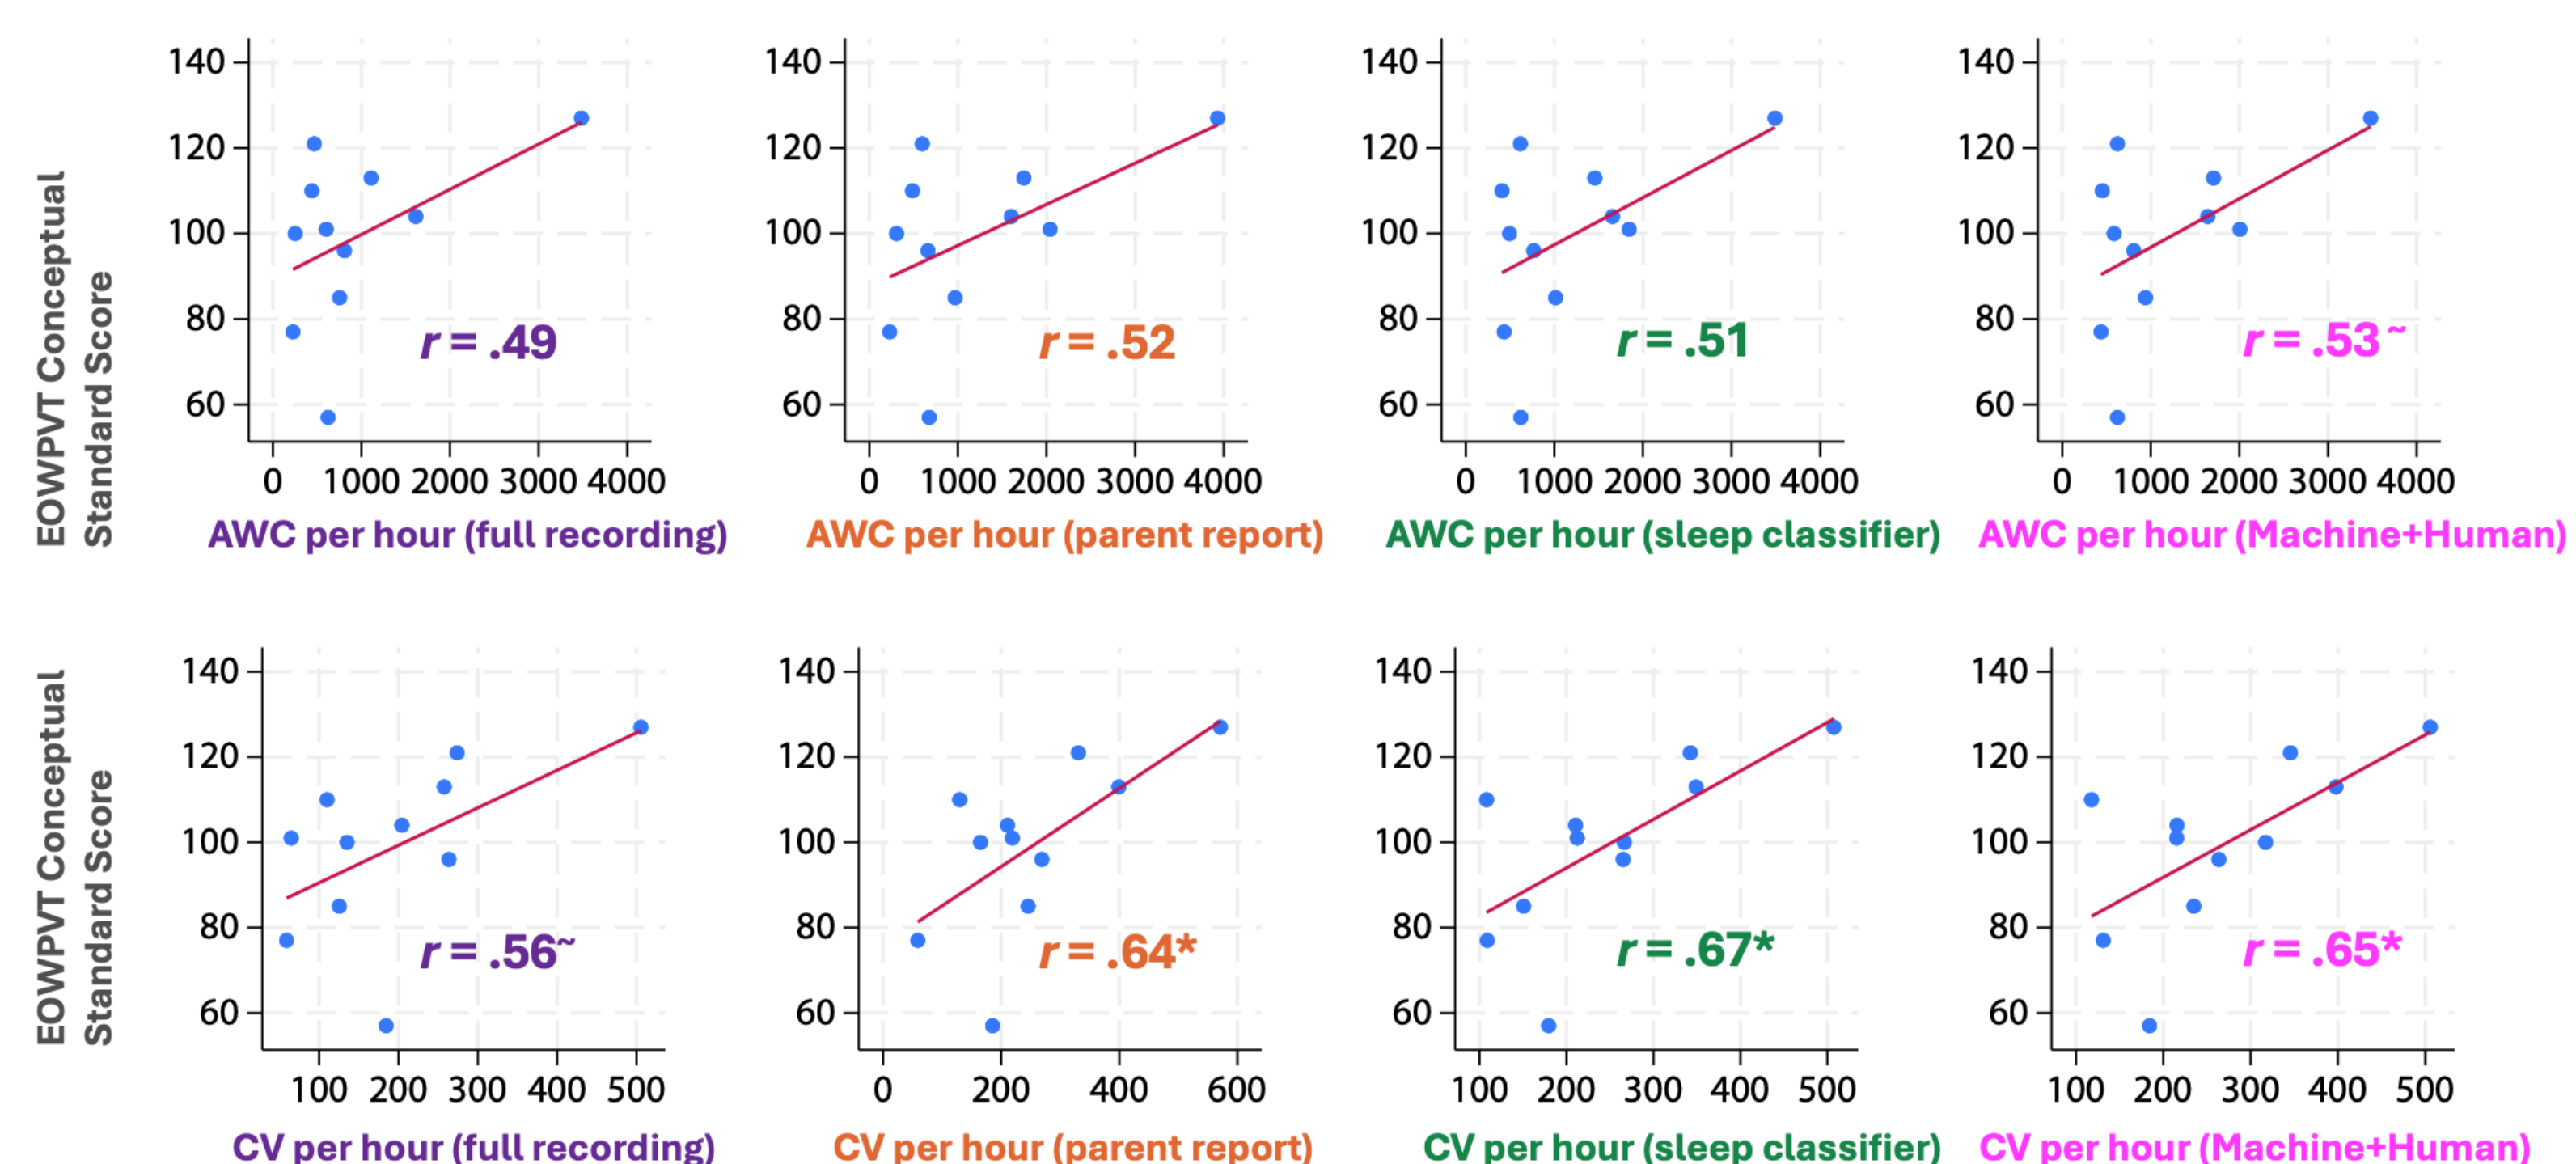 EOWPVT Conceptual
Standard Score
140
120
100
80
60
r = .49
0 1000 2000 3000 4000
AWC per hour (full recording)
140
120
100
80
60
r = .52
0 1000 2000 3000 4000
AWC per hour (parent report)
140
120
100
80
60
r = .51
0 1000 2000 3000 4000
AWC per hour (sleep classifier)
140
120
100
80
60
r = .53 ~
0 1000 2000 3000 4000
AWC per hour (Machine+Human)
EOWPVT Conceptual
Standard Score
140
120
100
80
60
r = .56~
100 200 300 400 500
CV per hour (full recording)
140
120
100
80
60
r = .64*
0 200 400 600
CV per hour (parent report)
140
120
100
80
60
r = .67*
100 200 300 400 500
CV per hour (sleep classifier)
140
120
100
80
60
r = .65*
100 200 300 400 500
CV per hour (Machine+Human)